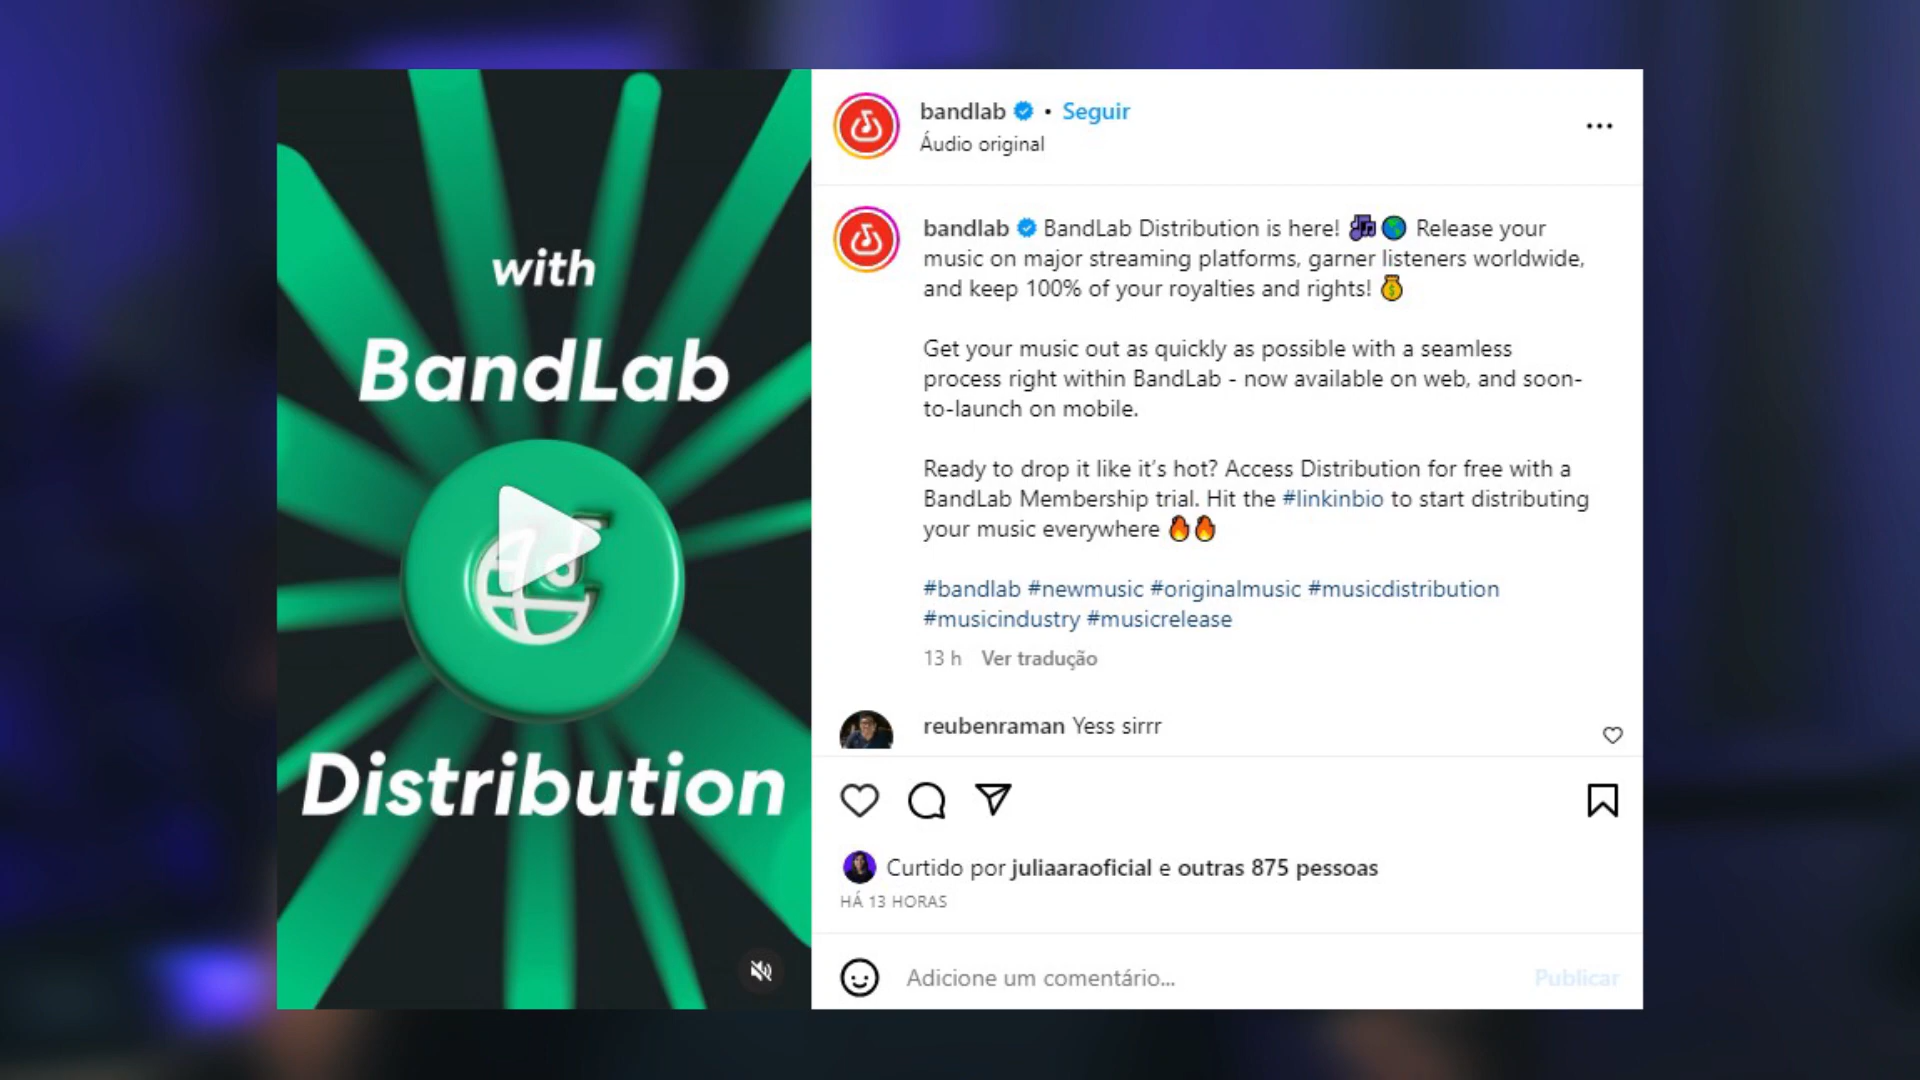 with
BandLab
Distribution
bandlab • Seguir
Áudio original
bandlab BandLab Distribution is here! 🎶🌎 Release your
music on major streaming platforms, garner listeners worldwide,
and keep 100% of your royalties and rights! 💰
Get your music out as quickly as possible with a seamless
process right within BandLab - now available on web, and soon-
to-launch on mobile.
Ready to drop it like it's hot? Access Distribution for free with a
BandLab Membership trial. Hit the #linkinbio to start distributing
your music everywhere 🔥🔥
#bandlab #newmusic #originalmusic #musicdistribution
#musicindustry #musicrelease
13 h Ver tradução
reubenraman Yess sirrr
Curtido por juliaaraoficial e outras 875 pessoas
HÁ 13 HORAS
Adicione um comentário... Publicar